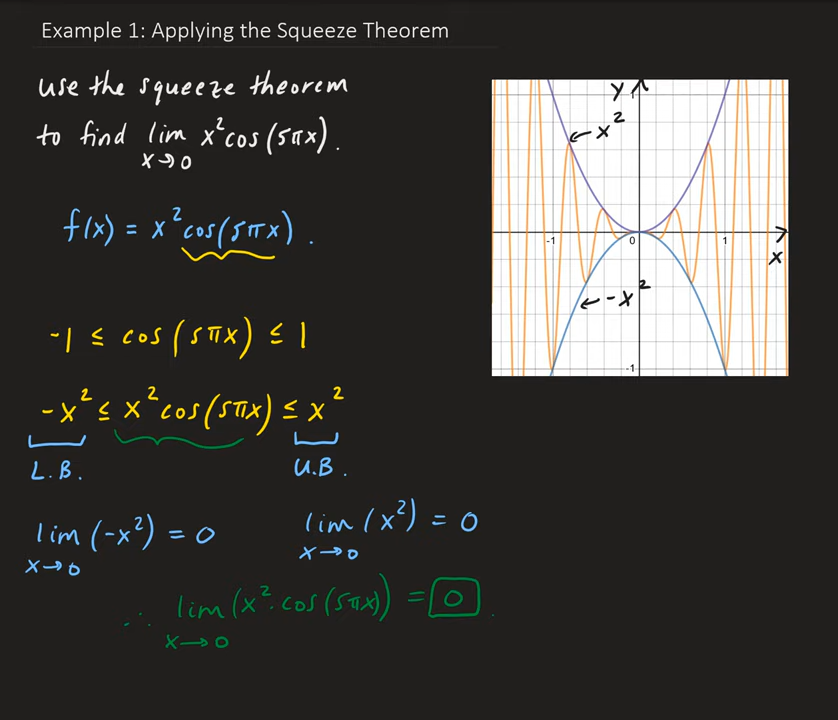 Example 1: Applying the Squeeze Theorem
Use the squeeze theorem
to find lim x→0 x²cos(5πx).
f(x) = x²cos(5πx).
-1 ≤ cos(5πx) ≤ 1
-x² ≤ x²cos(5πx) ≤ x²
L.B. U.B.
lim x→0 (-x²) = 0 lim x→0 (x²) = 0
∴ lim x→0 (x²·cos(5πx)) = 0.
y
x²
-1 0 1
x
-x²
-1